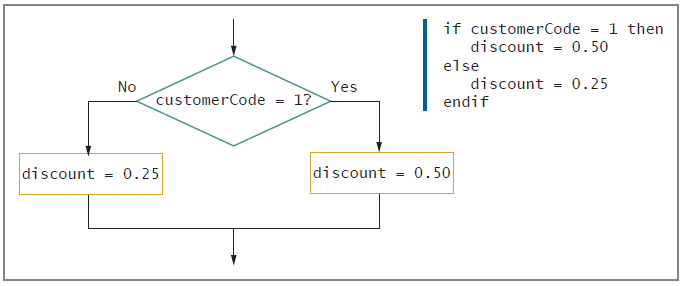 No
Yes
customerCode = 1?
discount = 0.25
discount = 0.50
if customerCode = 1 then
discount = 0.50
else
discount = 0.25
endif